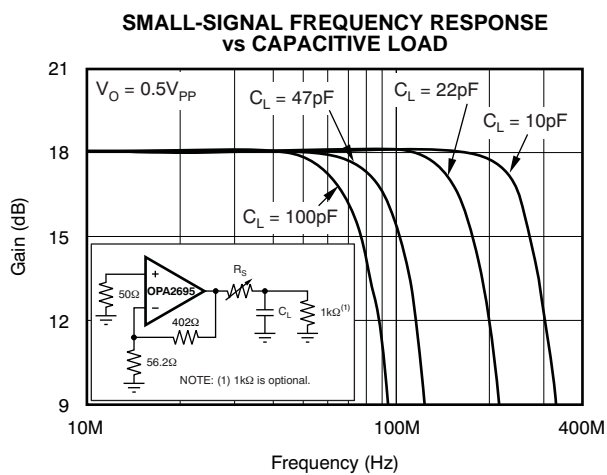 SMALL-SIGNAL FREQUENCY RESPONSE
vs CAPACITIVE LOAD
21
18
15
12
9
Gain (dB)
V_O = 0.5V_PP
C_L = 47pF
C_L = 22pF
C_L = 10pF
C_L = 100pF
+
OPA2695
–
50Ω
R_S
402Ω
C_L
1kΩ(1)
56.2Ω
NOTE: (1) 1kΩ is optional.
10M
100M
400M
Frequency (Hz)